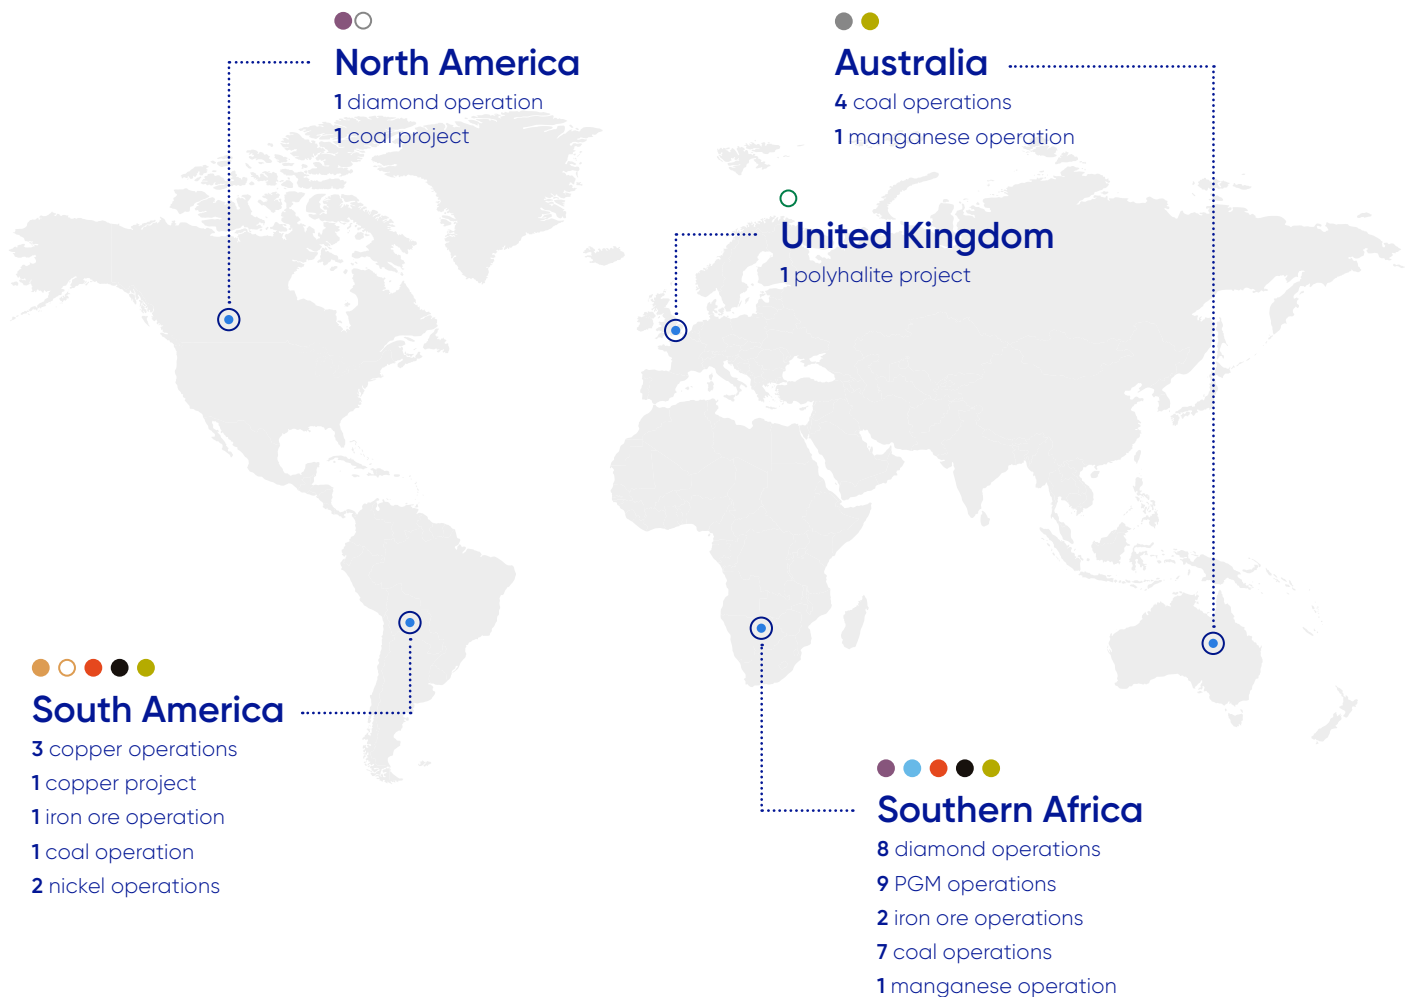 North America
1 diamond operation
1 coal project
Australia
4 coal operations
1 manganese operation
United Kingdom
1 polyhalite project
South America
3 copper operations
1 copper project
1 iron ore operation
1 coal operation
2 nickel operations
Southern Africa
8 diamond operations
9 PGM operations
2 iron ore operations
7 coal operations
1 manganese operation